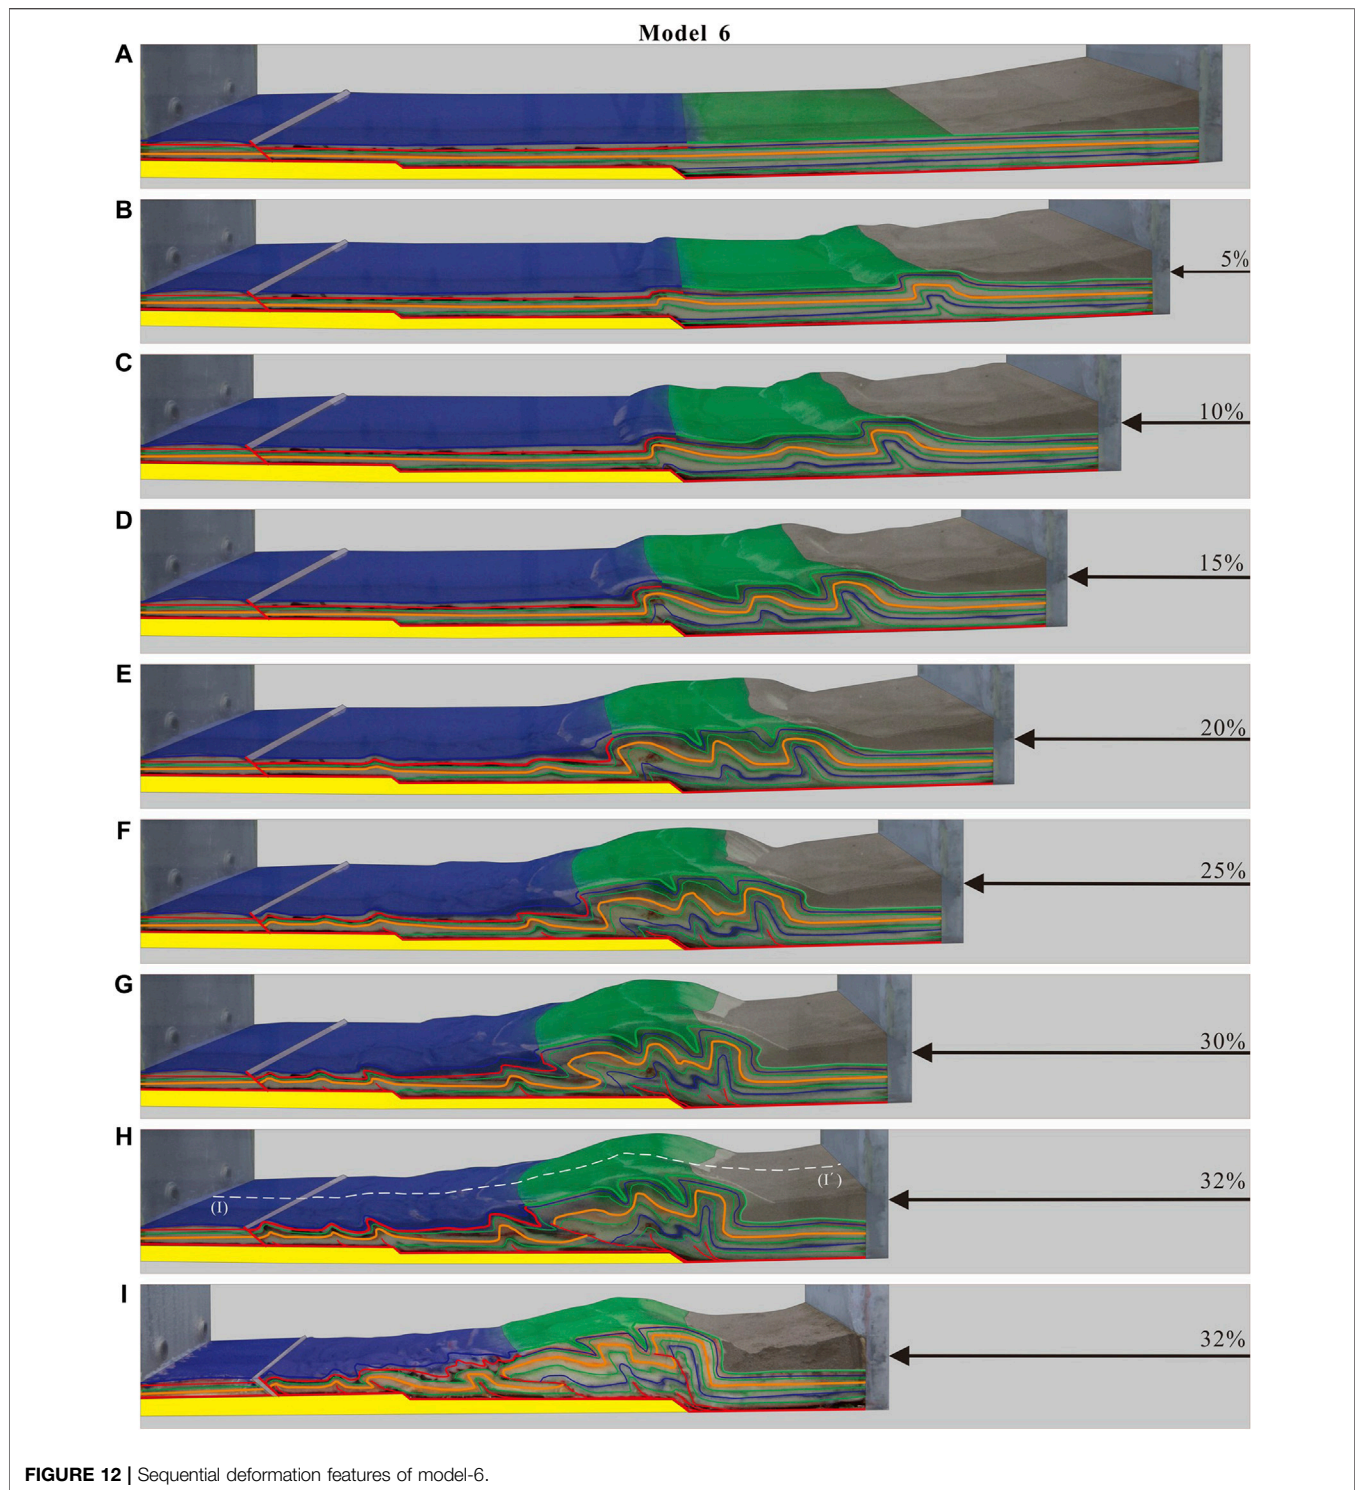 Model 6
A
B
5%
C
10%
D
15%
E
20%
F
25%
G
30%
H
(I)
(I´)
32%
I
32%
FIGURE 12 | Sequential deformation features of model-6.